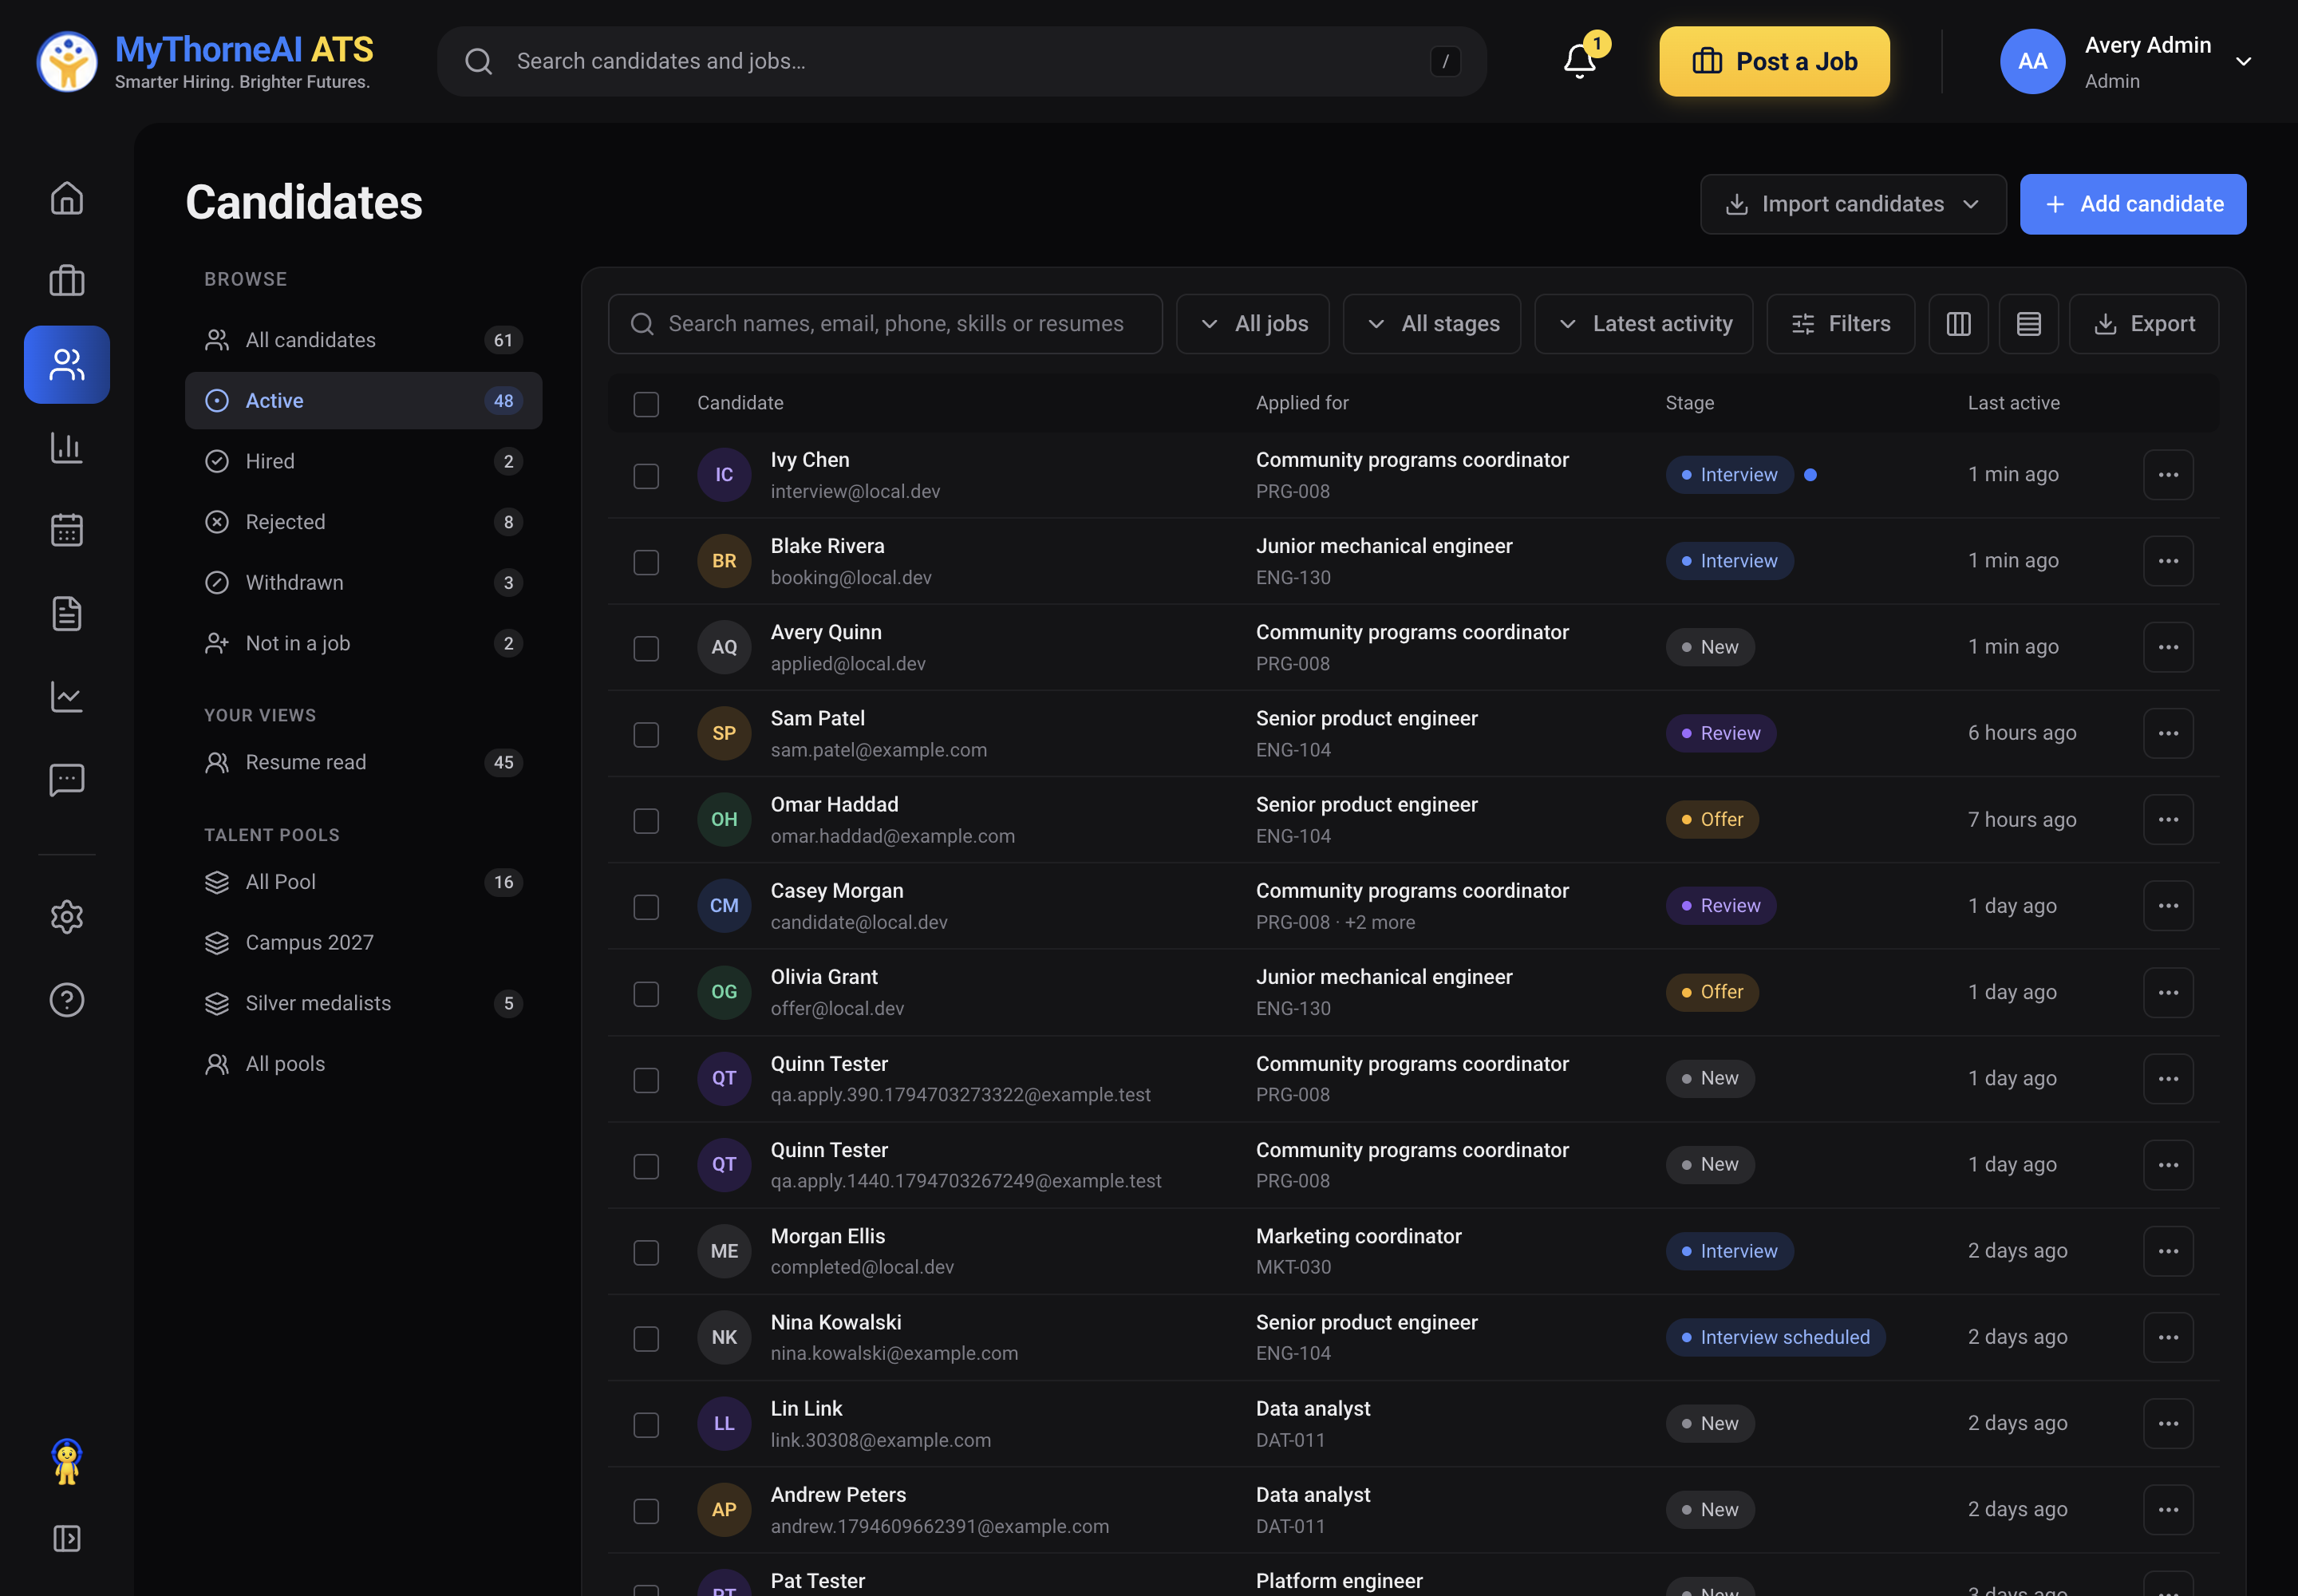 MyThorneAI ATS
Smarter Hiring. Brighter Futures.
Search candidates and jobs…
/
1
Post a Job
AA
Avery Admin
Admin
Candidates
Import candidates
Add candidate
BROWSE
All candidates 61
Active 48
Hired 2
Rejected 8
Withdrawn 3
Not in a job 2
YOUR VIEWS
Resume read 45
TALENT POOLS
All Pool 16
Campus 2027
Silver medalists 5
All pools
Search names, email, phone, skills or resumes
All jobs
All stages
Latest activity
Filters
Export
Candidate Applied for Stage Last active
IC Ivy Chen Community programs coordinator Interview 1 min ago
interview@local.dev PRG-008
BR Blake Rivera Junior mechanical engineer Interview 1 min ago
booking@local.dev ENG-130
AQ Avery Quinn Community programs coordinator New 1 min ago
applied@local.dev PRG-008
SP Sam Patel Senior product engineer Review 6 hours ago
sam.patel@example.com ENG-104
OH Omar Haddad Senior product engineer Offer 7 hours ago
omar.haddad@example.com ENG-104
CM Casey Morgan Community programs coordinator Review 1 day ago
candidate@local.dev PRG-008 · +2 more
OG Olivia Grant Junior mechanical engineer Offer 1 day ago
offer@local.dev ENG-130
QT Quinn Tester Community programs coordinator New 1 day ago
qa.apply.390.1794703273322@example.test PRG-008
QT Quinn Tester Community programs coordinator New 1 day ago
qa.apply.1440.1794703267249@example.test PRG-008
ME Morgan Ellis Marketing coordinator Interview 2 days ago
completed@local.dev MKT-030
NK Nina Kowalski Senior product engineer Interview scheduled 2 days ago
nina.kowalski@example.com ENG-104
LL Lin Link Data analyst New 2 days ago
link.30308@example.com DAT-011
AP Andrew Peters Data analyst New 2 days ago
andrew.1794609662391@example.com DAT-011
PT Pat Tester Platform engineer New 3 days ago